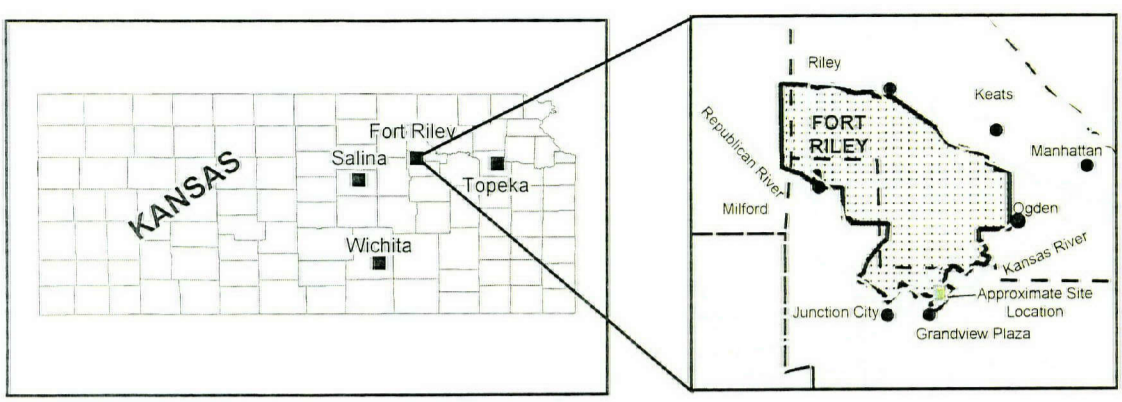 KANSAS
Fort Riley
Salina
Topeka
Wichita
Riley
Keats
FORT
RILEY
Manhattan
Republican River
Milford
Ogden
Kansas River
Approximate Site
Location
Junction City
Grandview Plaza